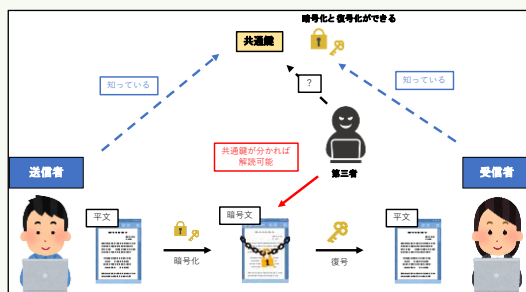 暗号化と復号化ができる
共通鍵
知っている
?
知っている
共通鍵が分かれば
解読可能
第三者
送信者
受信者
平文
暗号文
平文
暗号化
復号